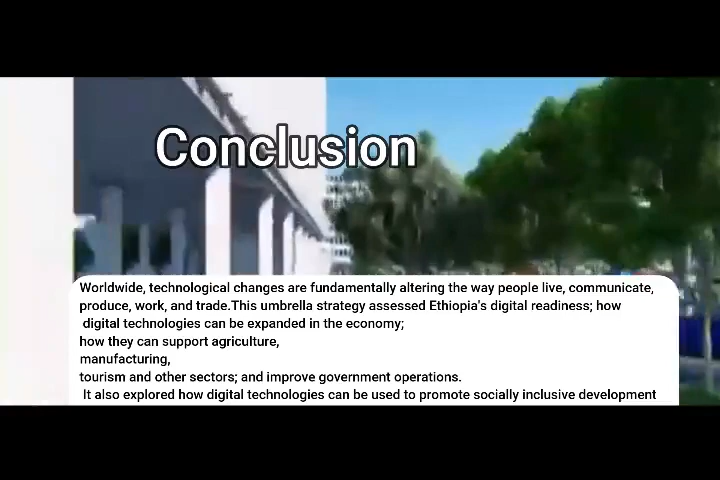 Conclusion
Worldwide, technological changes are fundamentally altering the way people live, communicate,
produce, work, and trade.This umbrella strategy assessed Ethiopia's digital readiness; how
digital technologies can be expanded in the economy;
how they can support agriculture,
manufacturing,
tourism and other sectors; and improve government operations.
It also explored how digital technologies can be used to promote socially inclusive development